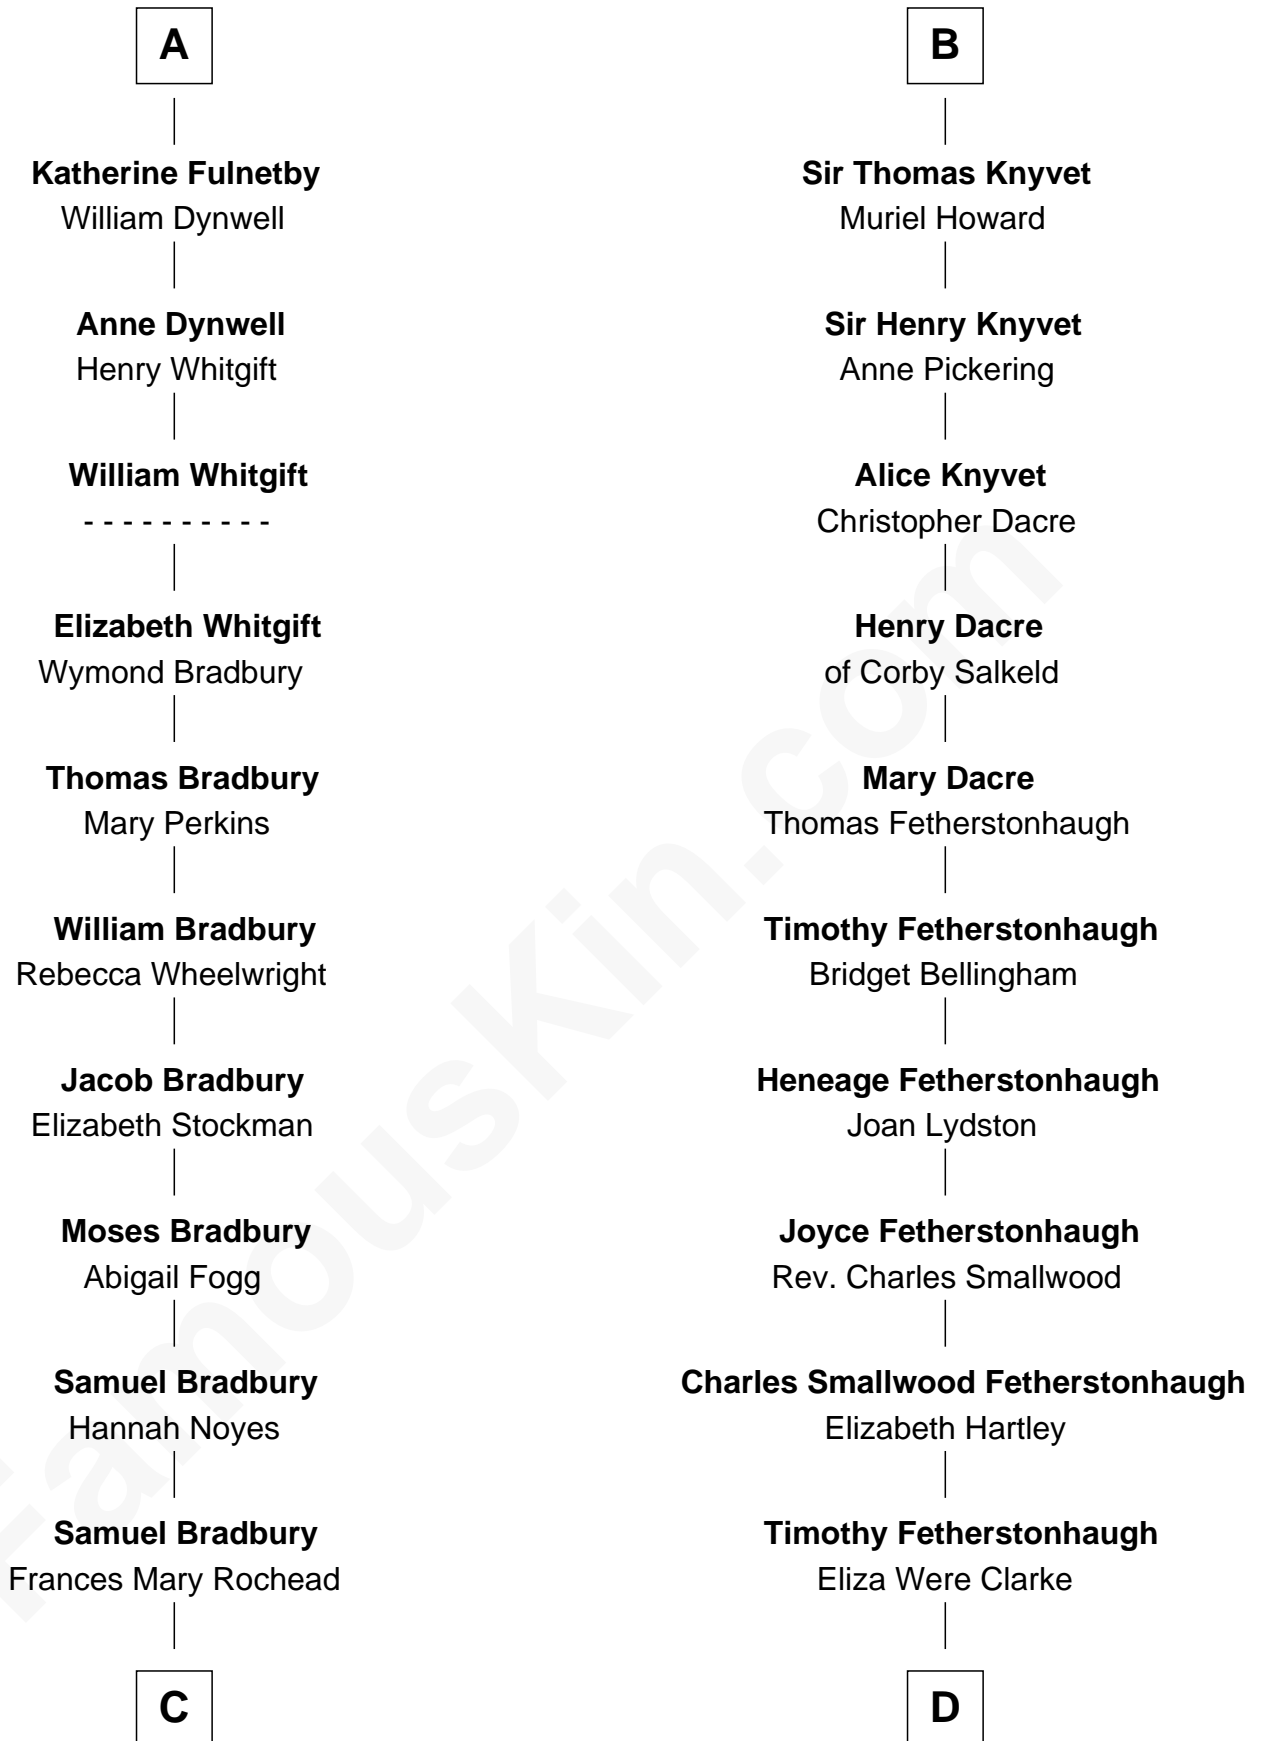 A
Katherine Fulnetby
William Dynwell
Anne Dynwell
Henry Whitgift
William Whitgift
- - - - - - - - - -
Elizabeth Whitgift
Wymond Bradbury
Thomas Bradbury
Mary Perkins
William Bradbury
Rebecca Wheelwright
Jacob Bradbury
Elizabeth Stockman
Moses Bradbury
Abigail Fogg
Samuel Bradbury
Hannah Noyes
Samuel Bradbury
Frances Mary Rochead
C
B
Sir Thomas Knyvet
Muriel Howard
Sir Henry Knyvet
Anne Pickering
Alice Knyvet
Christopher Dacre
Henry Dacre
of Corby Salkeld
Mary Dacre
Thomas Fetherstonhaugh
Timothy Fetherstonhaugh
Bridget Bellingham
Heneage Fetherstonhaugh
Joan Lydston
Joyce Fetherstonhaugh
Rev. Charles Smallwood
Charles Smallwood Fetherstonhaugh
Elizabeth Hartley
Timothy Fetherstonhaugh
Eliza Were Clarke
D
FamousKin.com